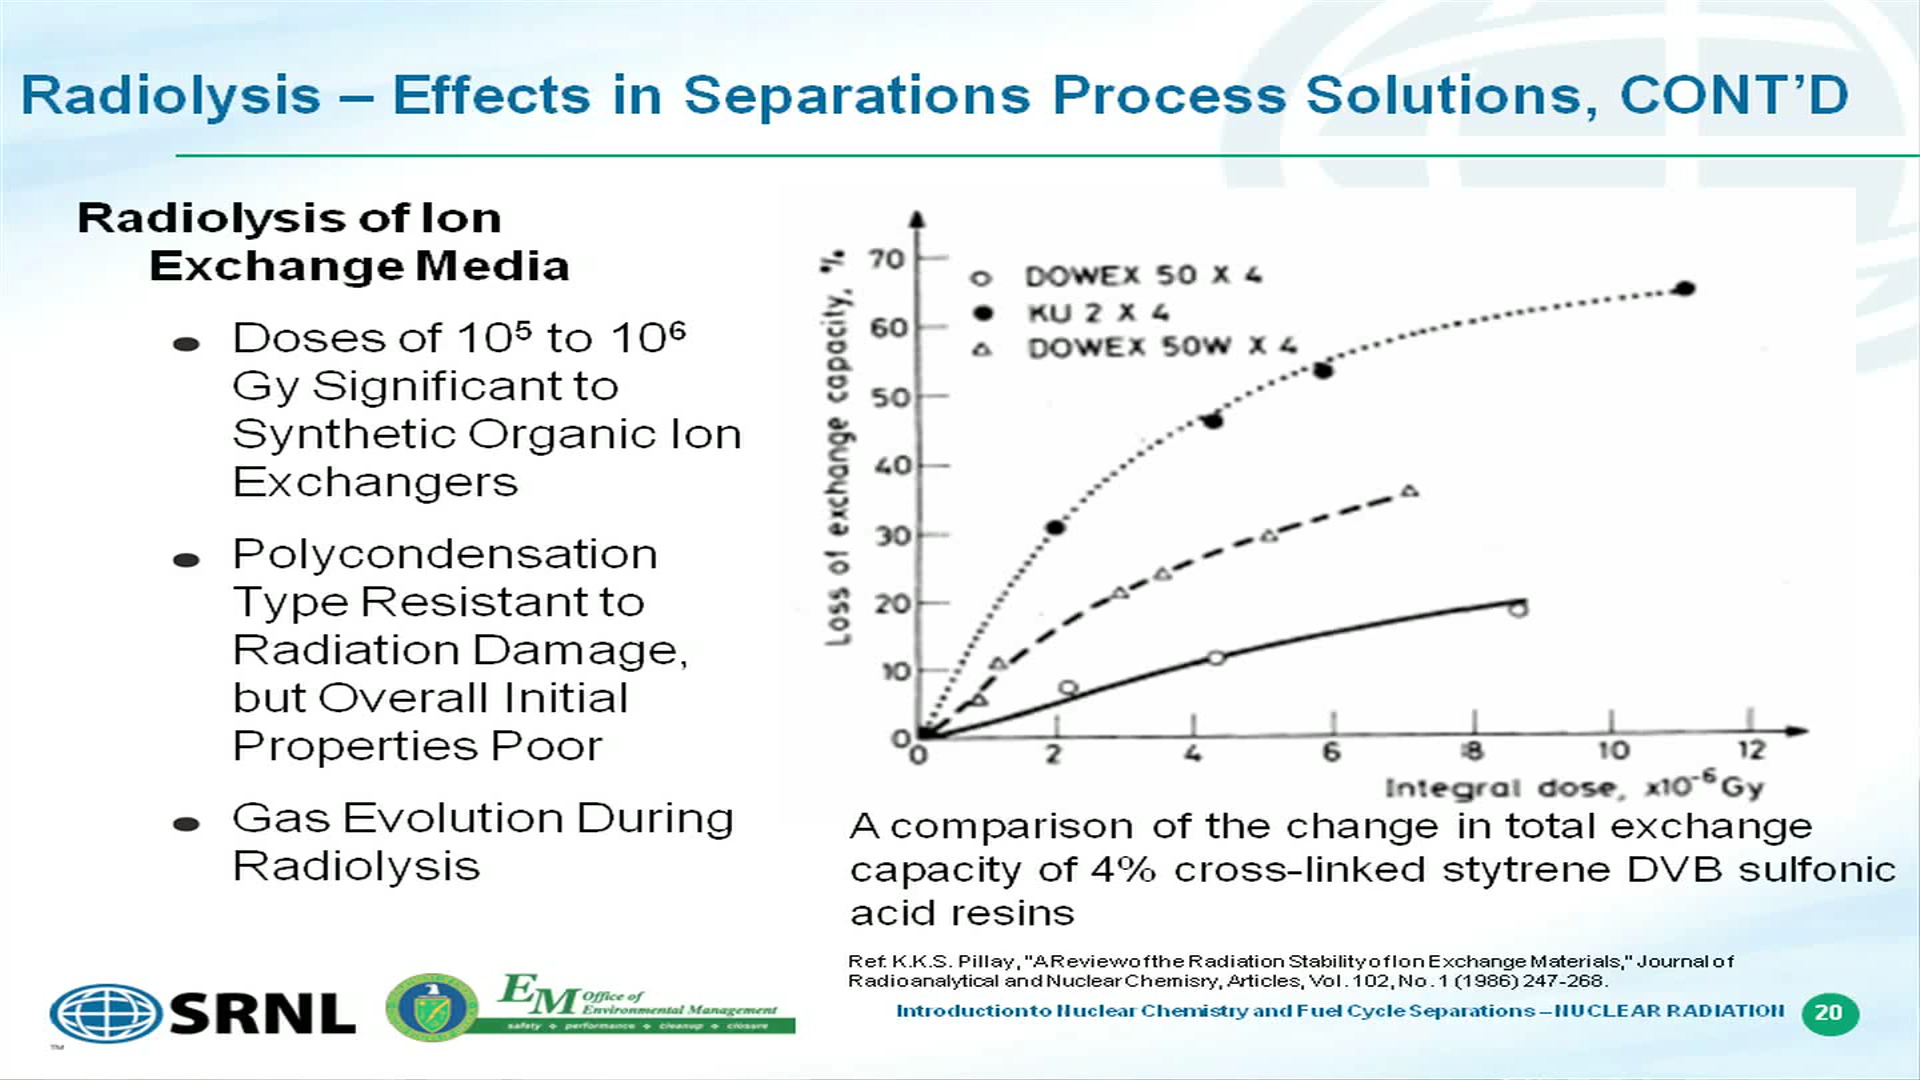 Radiolysis – Effects in Separations Process Solutions, CONT’D
Radiolysis of Ion
Exchange Media
● Doses of 10⁵ to 10⁶
Gy Significant to
Synthetic Organic Ion
Exchangers
● Polycondensation
Type Resistant to
Radiation Damage,
but Overall Initial
Properties Poor
● Gas Evolution During
Radiolysis
Loss of exchange capacity, %
70
60
50
40
30
20
10
0
DOWEX 50 X 4
KU 2 X 4
DOWEX 50W X 4
0 2 4 6 8 10 12
Integral dose, x10⁻⁶ Gy
A comparison of the change in total exchange
capacity of 4% cross-linked stytrene DVB sulfonic
acid resins
Ref: K.K.S. Pillay, "A Review of the Radiation Stability of Ion Exchange Materials," Journal of
Radioanalytical and Nuclear Chemisry, Articles, Vol. 102, No. 1 (1986) 247-268.
SRNL
TM
EM Office of
Environmental Management
safety ❖ performance ❖ cleanup ❖ closure
Introduction to Nuclear Chemistry and Fuel Cycle Separations – NUCLEAR RADIATION
20